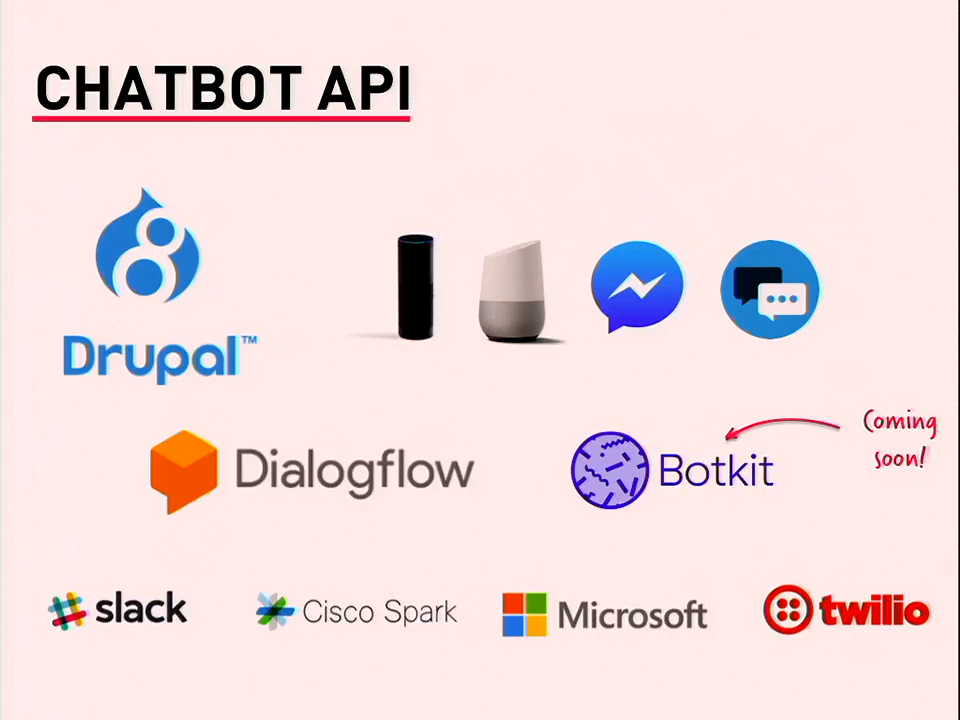 CHATBOT API
Drupal™
Dialogflow
Botkit
Coming
soon!
slack
Cisco Spark
Microsoft
twilio